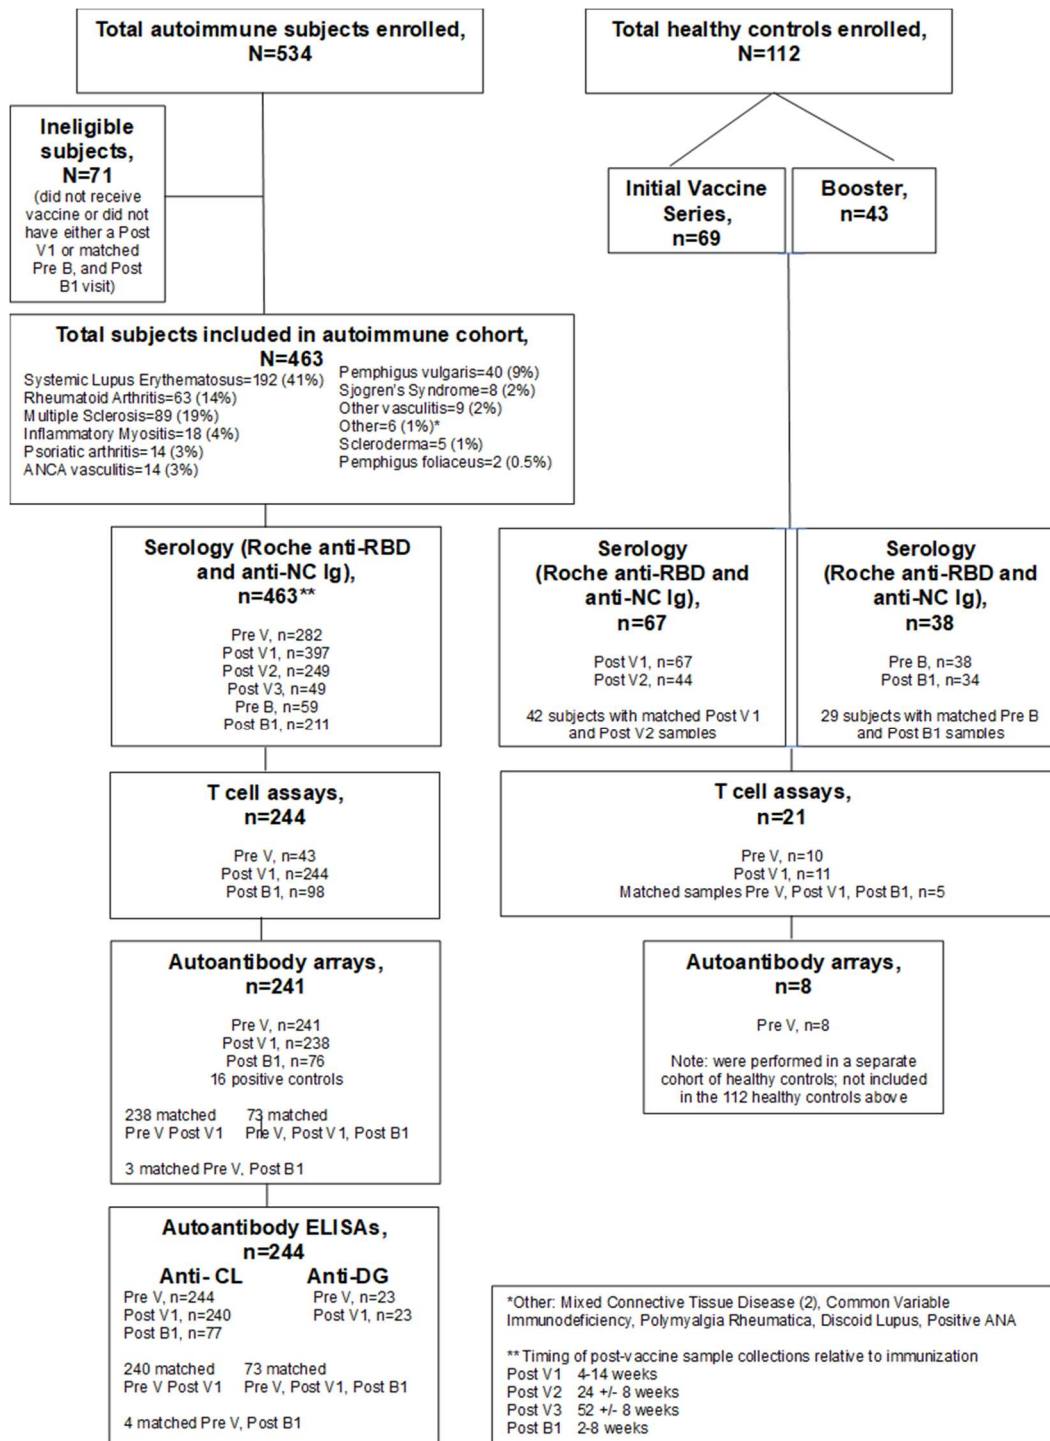 Total autoimmune subjects enrolled,
N=534
Total healthy controls enrolled,
N=112
Ineligible
subjects,
N=71
(did not receive
vaccine or did not
have either a Post
V1 or matched
Pre B, and Post
B1 visit)
Initial Vaccine
Series,
n=69
Booster,
n=43
Total subjects included in autoimmune cohort,
N=463
Systemic Lupus Erythematosus=192 (41%)
Rheumatoid Arthritis=63 (14%)
Multiple Sclerosis=89 (19%)
Inflammatory Myositis=18 (4%)
Psoriatic arthritis=14 (3%)
ANCA vasculitis=14 (3%)
Pemphigus vulgaris=40 (9%)
Sjogren's Syndrome=8 (2%)
Other vasculitis=9 (2%)
Other=6 (1%)*
Scleroderma=5 (1%)
Pemphigus foliaceus=2 (0.5%)
Serology (Roche anti-RBD
and anti-NC Ig),
n=463**
Pre V, n=282
Post V1, n=397
Post V2, n=249
Post V3, n=49
Pre B, n=59
Post B1, n=211
Serology
(Roche anti-RBD and
anti-NC Ig),
n=67
Post V1, n=67
Post V2, n=44
42 subjects with matched Post V1
and Post V2 samples
Serology
(Roche anti-RBD and
anti-NC Ig),
n=38
Pre B, n=38
Post B1, n=34
29 subjects with matched Pre B
and Post B1 samples
T cell assays,
n=244
Pre V, n=43
Post V1, n=244
Post B1, n=98
T cell assays,
n=21
Pre V, n=10
Post V1, n=11
Matched samples Pre V, Post V1, Post B1, n=5
Autoantibody arrays,
n=241
Pre V, n=241
Post V1, n=238
Post B1, n=76
16 positive controls
238 matched
Pre V Post V1
73 matched
Pre V, Post V1, Post B1
3 matched Pre V, Post B1
Autoantibody arrays,
n=8
Pre V, n=8
Note: were performed in a separate
cohort of healthy controls; not included
in the 112 healthy controls above
Autoantibody ELISAs,
n=244
Anti- CL
Pre V, n=244
Post V1, n=240
Post B1, n=77
Anti-DG
Pre V, n=23
Post V1, n=23
240 matched
Pre V Post V1
73 matched
Pre V, Post V1, Post B1
4 matched Pre V, Post B1
*Other: Mixed Connective Tissue Disease (2), Common Variable
Immunodeficiency, Polymyalgia Rheumatica, Discoid Lupus, Positive ANA
** Timing of post-vaccine sample collections relative to immunization
Post V1 4-14 weeks
Post V2 24 +/- 8 weeks
Post V3 52 +/- 8 weeks
Post B1 2-8 weeks